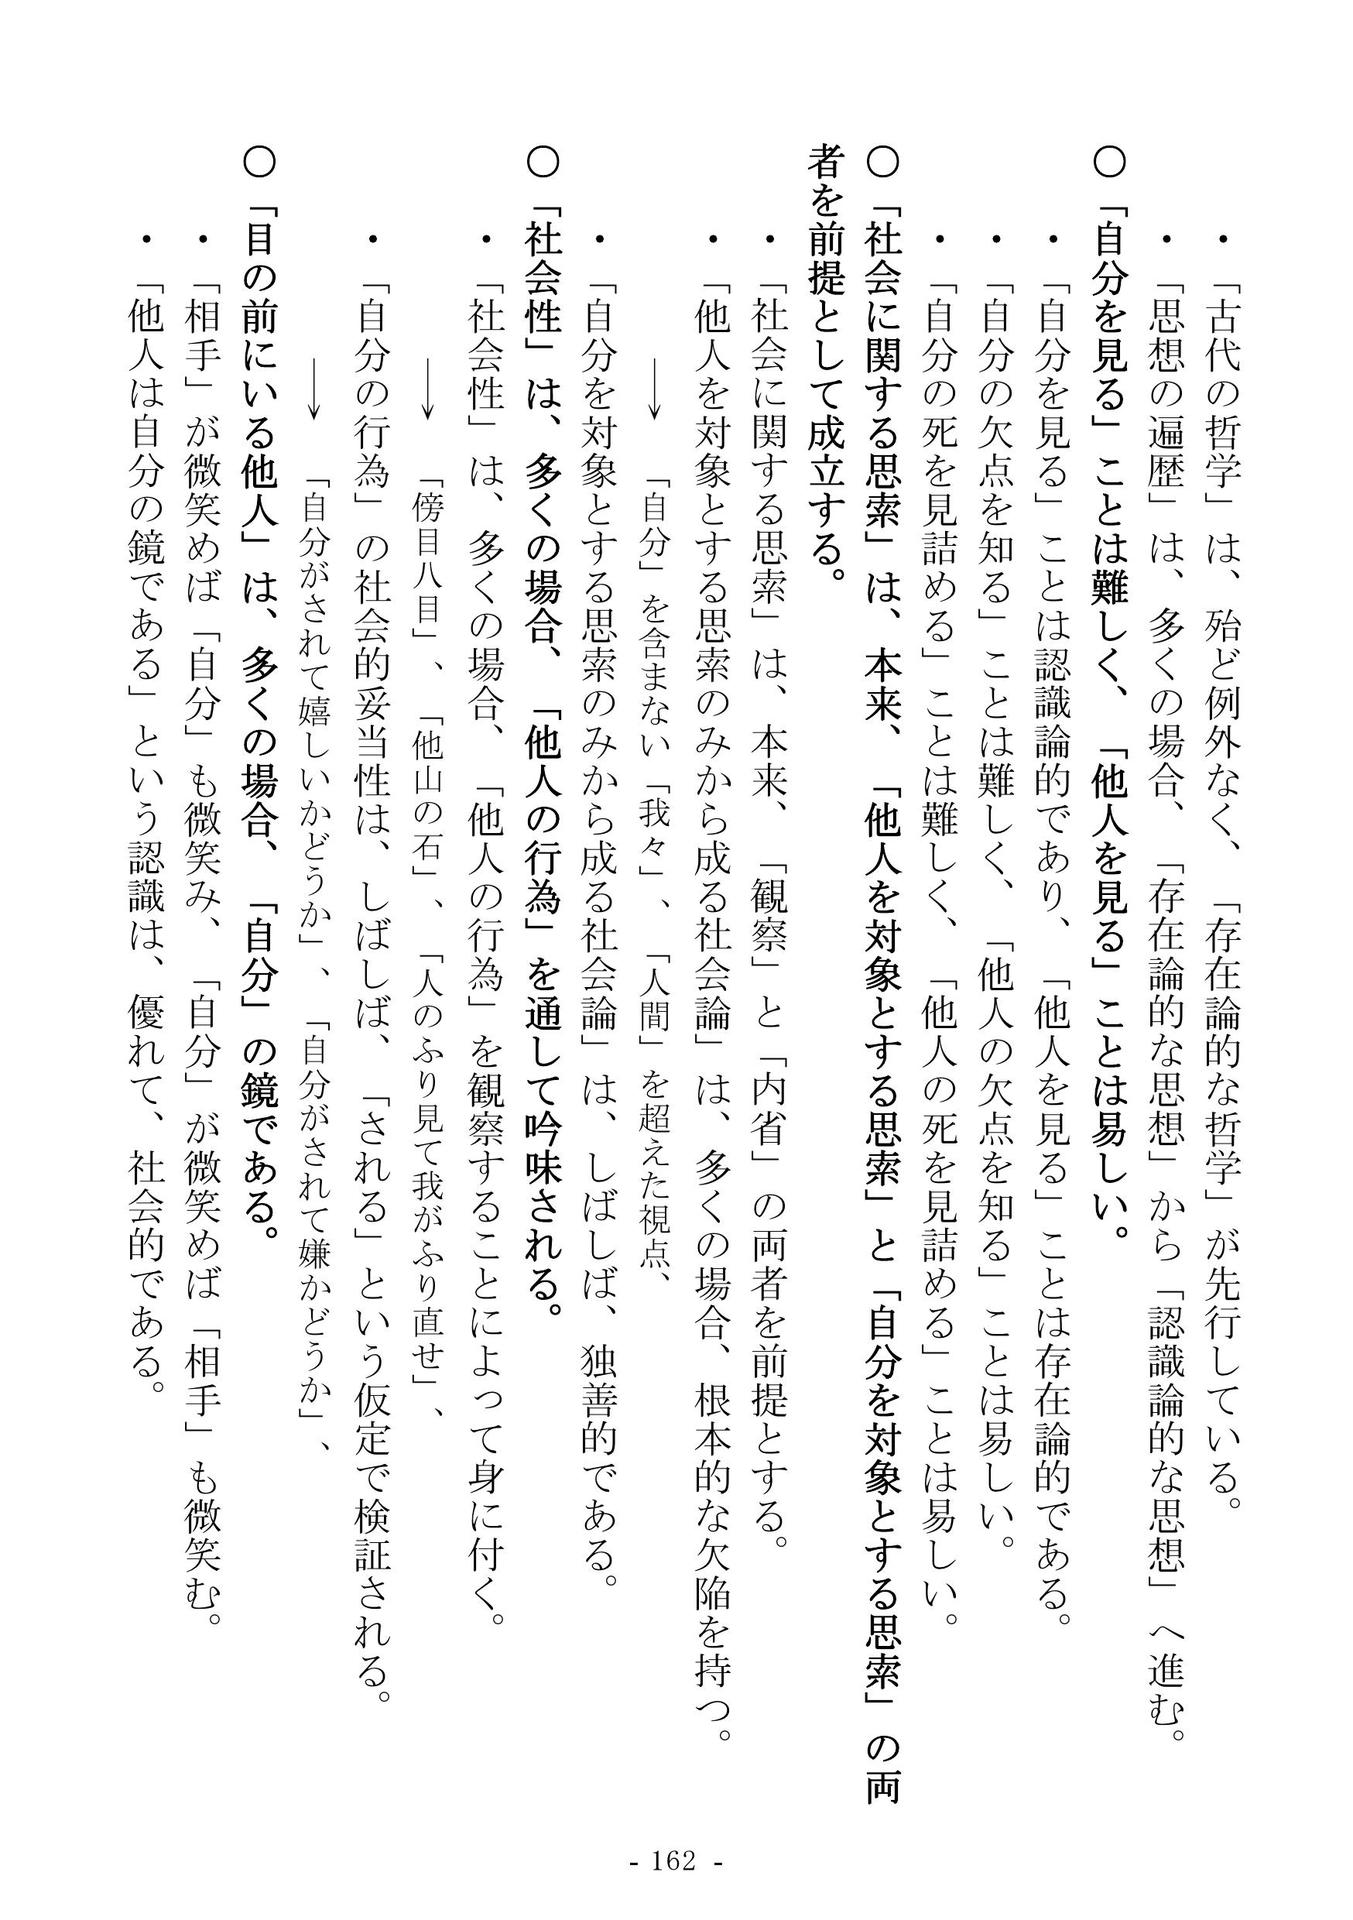 ・「古代の哲学」は、殆ど例外なく、「存在論的な哲学」が先行している。
・「思想の遍歴」は、多くの場合、「存在論的な思想」から「認識論的な思想」へ進む。
〇「自分を見る」ことは難しく、「他人を見る」ことは易しい。
・「自分を見る」ことは認識論的であり、「他人を見る」ことは存在論的である。
・「自分の欠点を知る」ことは難しく、「他人の欠点を知る」ことは易しい。
・「自分の死を見詰める」ことは難しく、「他人の死を見詰める」ことは易しい。
〇「社会に関する思索」は、本来、「他人を対象とする思索」と「自分を対象とする思索」の両
者を前提として成立する。
・「社会に関する思索」は、本来、「観察」と「内省」の両者を前提とする。
・「他人を対象とする思索のみから成る社会論」は、多くの場合、根本的な欠陥を持つ。
→「自分」を含まない「我々」、「人間」を超えた視点、
・「自分を対象とする思索のみから成る社会論」は、しばしば、独善的である。
〇「社会性」は、多くの場合、「他人の行為」を通して吟味される。
・「社会性」は、多くの場合、「他人の行為」を観察することによって身に付く。
→「傍目八目」、「他山の石」、「人のふり見て我がふり直せ」、
・「自分の行為」の社会的妥当性は、しばしば、「される」という仮定で検証される。
→「自分がされて嬉しいかどうか」、「自分がされて嫌かどうか」、
〇「目の前にいる他人」は、多くの場合、「自分」の鏡である。
・「相手」が微笑めば「自分」も微笑み、「自分」が微笑めば「相手」も微笑む。
・「他人は自分の鏡である」という認識は、優れて、社会的である。
- 162 -